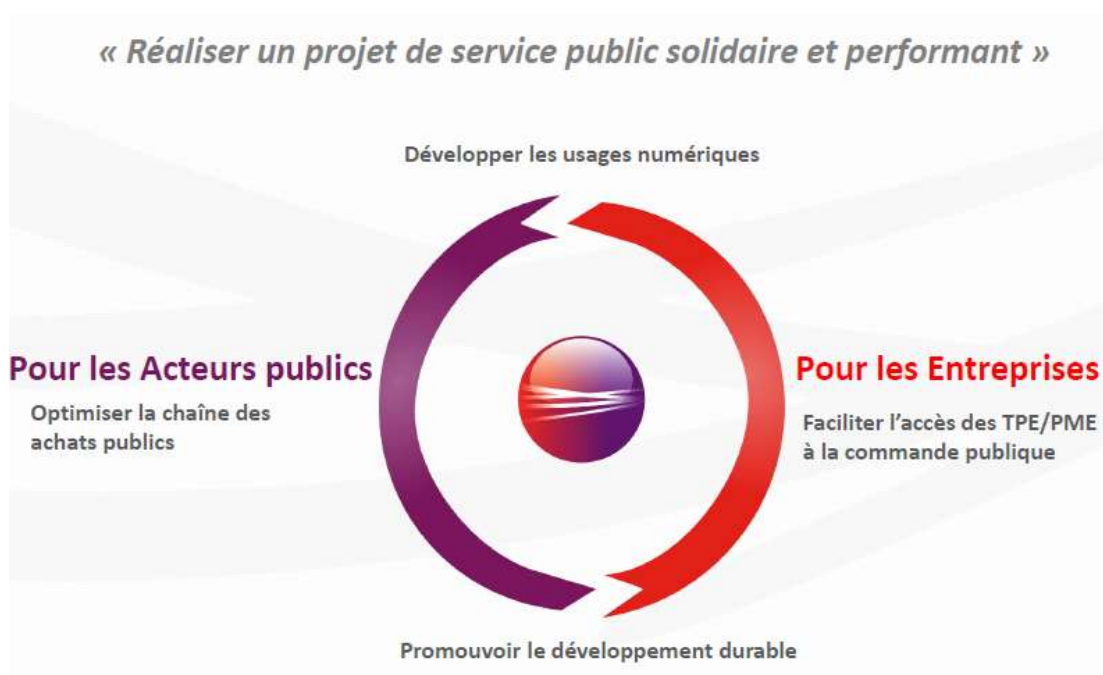 « Réaliser un projet de service public solidaire et performant »
Développer les usages numériques
Pour les Acteurs publics
Optimiser la chaîne des
achats publics
Pour les Entreprises
Faciliter l’accès des TPE/PME
à la commande publique
Promouvoir le développement durable